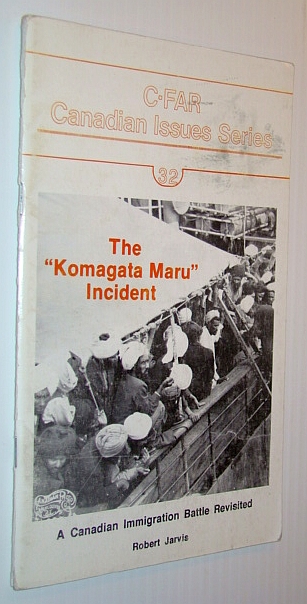 C-FAR
Canadian Issues Series
32
The
"Komagata Maru"
Incident
A Canadian Immigration Battle Revisited
Robert Jarvis